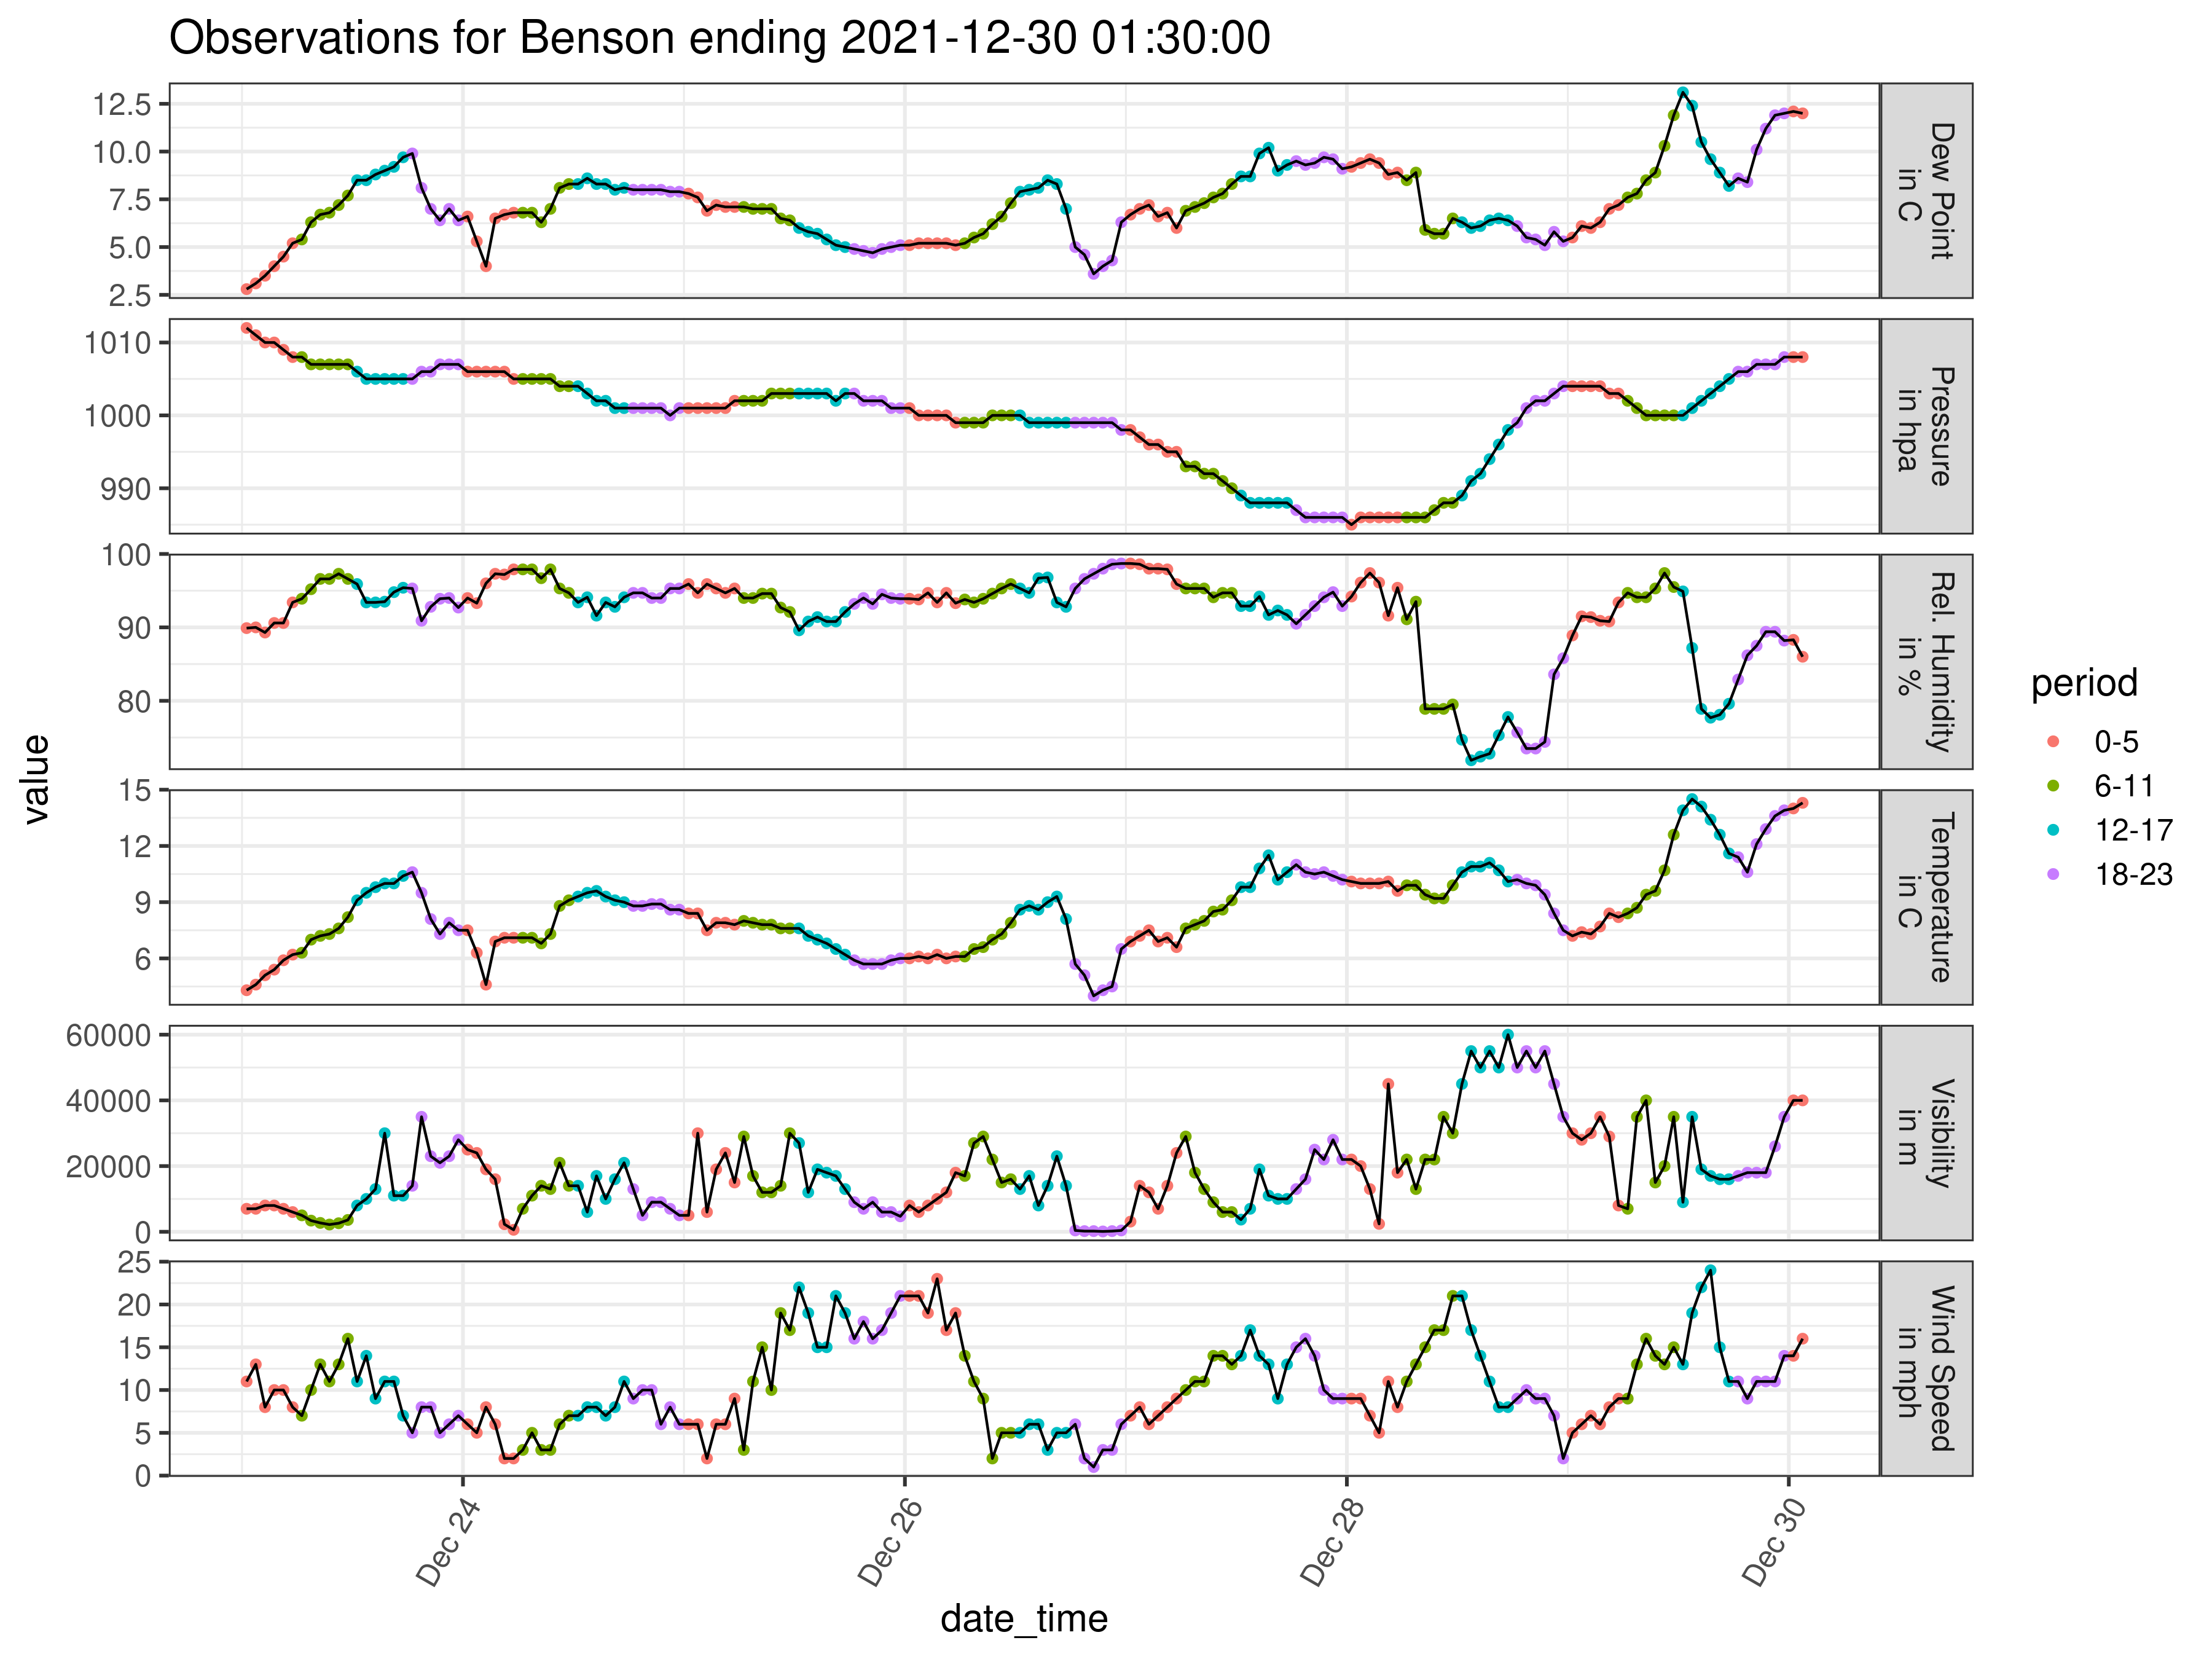 Observations for Benson ending 2021-12-30 01:30:00
value
12.5
10.0
7.5
5.0
2.5
Dew Point
in C
1010
1000
990
Pressure
in hpa
100
90
80
Rel. Humidity
in %
15
12
9
6
Temperature
in C
60000
40000
20000
0
Visibility
in m
25
20
15
10
5
0
Wind Speed
in mph
Dec 24
Dec 26
Dec 28
Dec 30
date_time
period
0-5
6-11
12-17
18-23